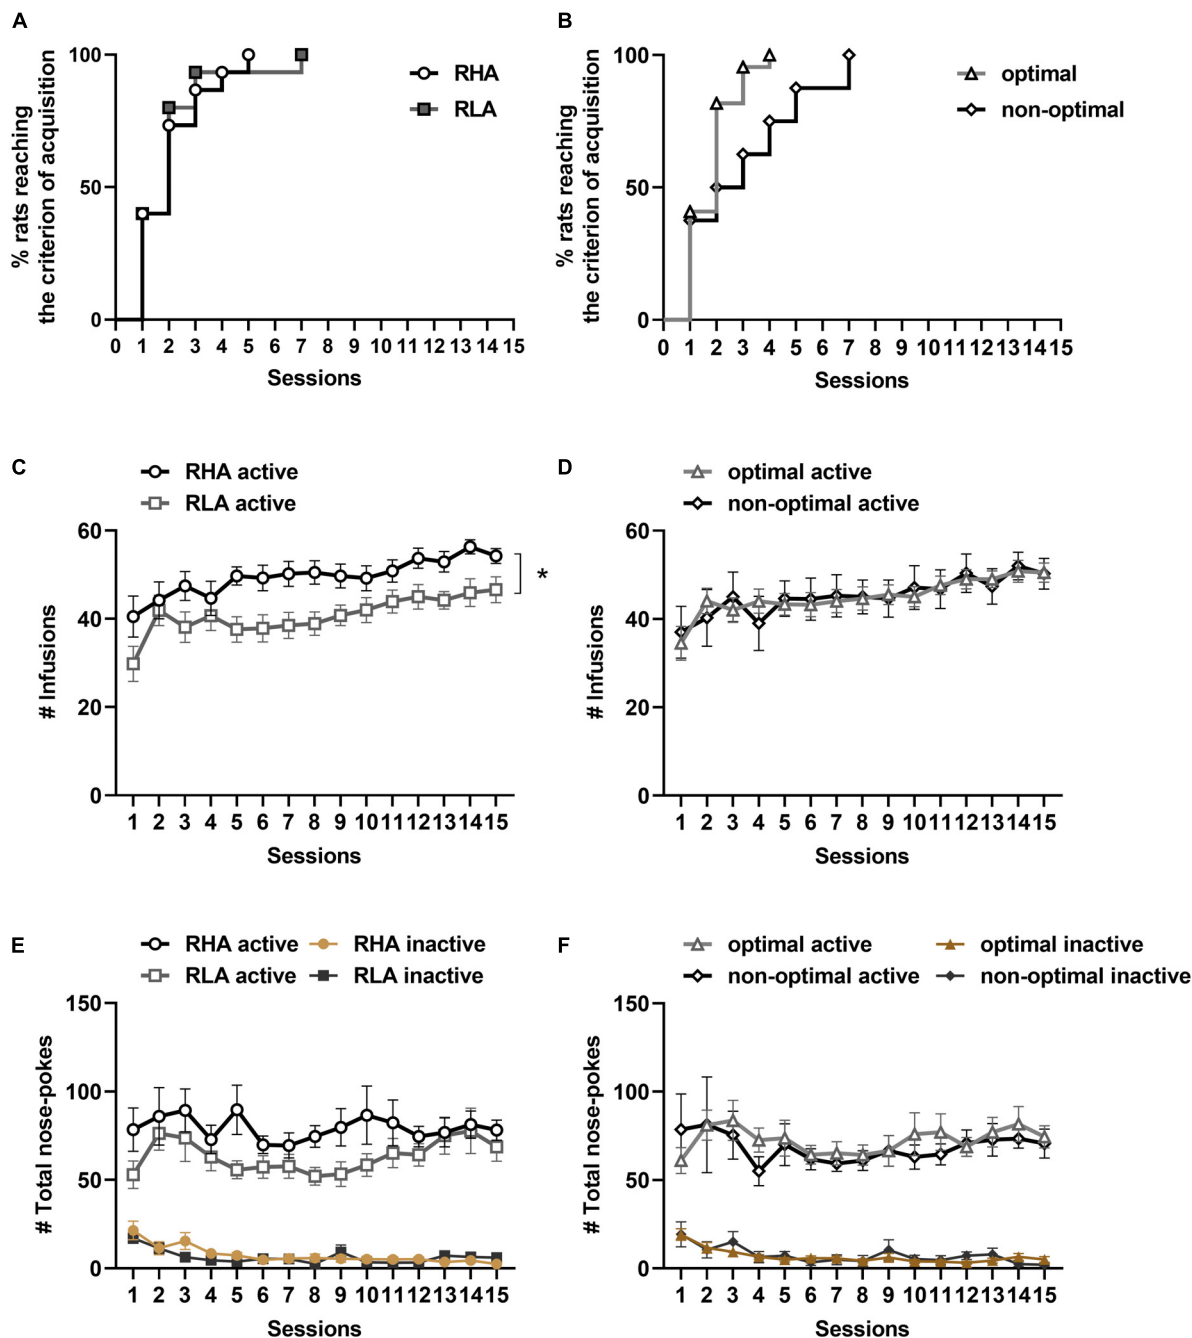 A
% rats reaching
the criterion of acquisition
100
50
0
RHA
RLA
0 1 2 3 4 5 6 7 8 9 10 11 12 13 14 15
Sessions
B
% rats reaching
the criterion of acquisition
100
50
0
optimal
non-optimal
0 1 2 3 4 5 6 7 8 9 10 11 12 13 14 15
Sessions
C
RHA active
RLA active
# Infusions
60
40
20
0
*
1 2 3 4 5 6 7 8 9 10 11 12 13 14 15
Sessions
D
optimal active
non-optimal active
# Infusions
60
40
20
0
1 2 3 4 5 6 7 8 9 10 11 12 13 14 15
Sessions
E
RHA active
RHA inactive
RLA active
RLA inactive
# Total nose-pokes
150
100
50
0
1 2 3 4 5 6 7 8 9 10 11 12 13 14 15
Sessions
F
optimal active
optimal inactive
non-optimal active
non-optimal inactive
# Total nose-pokes
150
100
50
0
1 2 3 4 5 6 7 8 9 10 11 12 13 14 15
Sessions